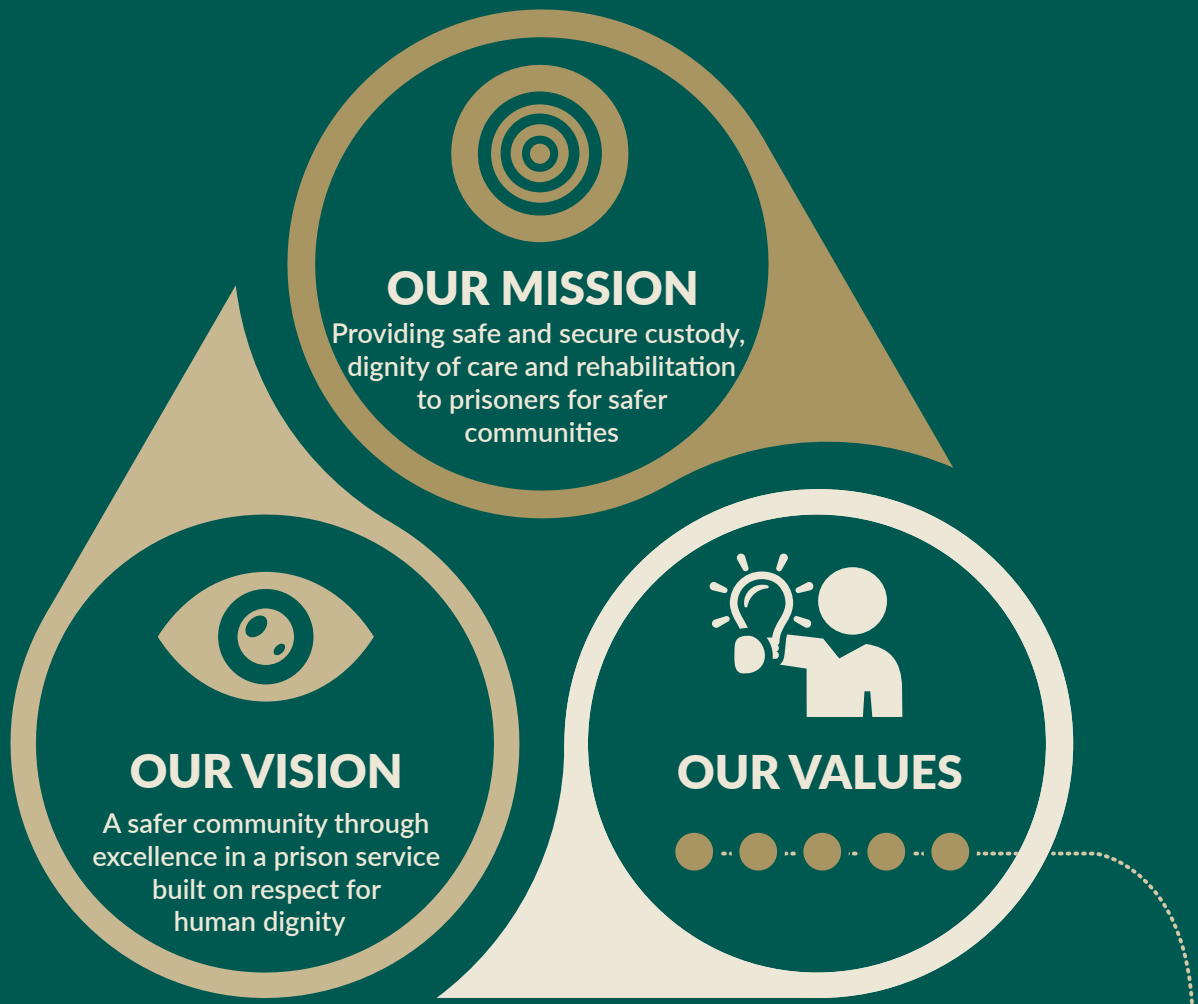 OUR MISSION
Providing safe and secure custody,
dignity of care and rehabilitation
to prisoners for safer
communities
OUR VISION
A safer community through
excellence in a prison service
built on respect for
human dignity
OUR VALUES